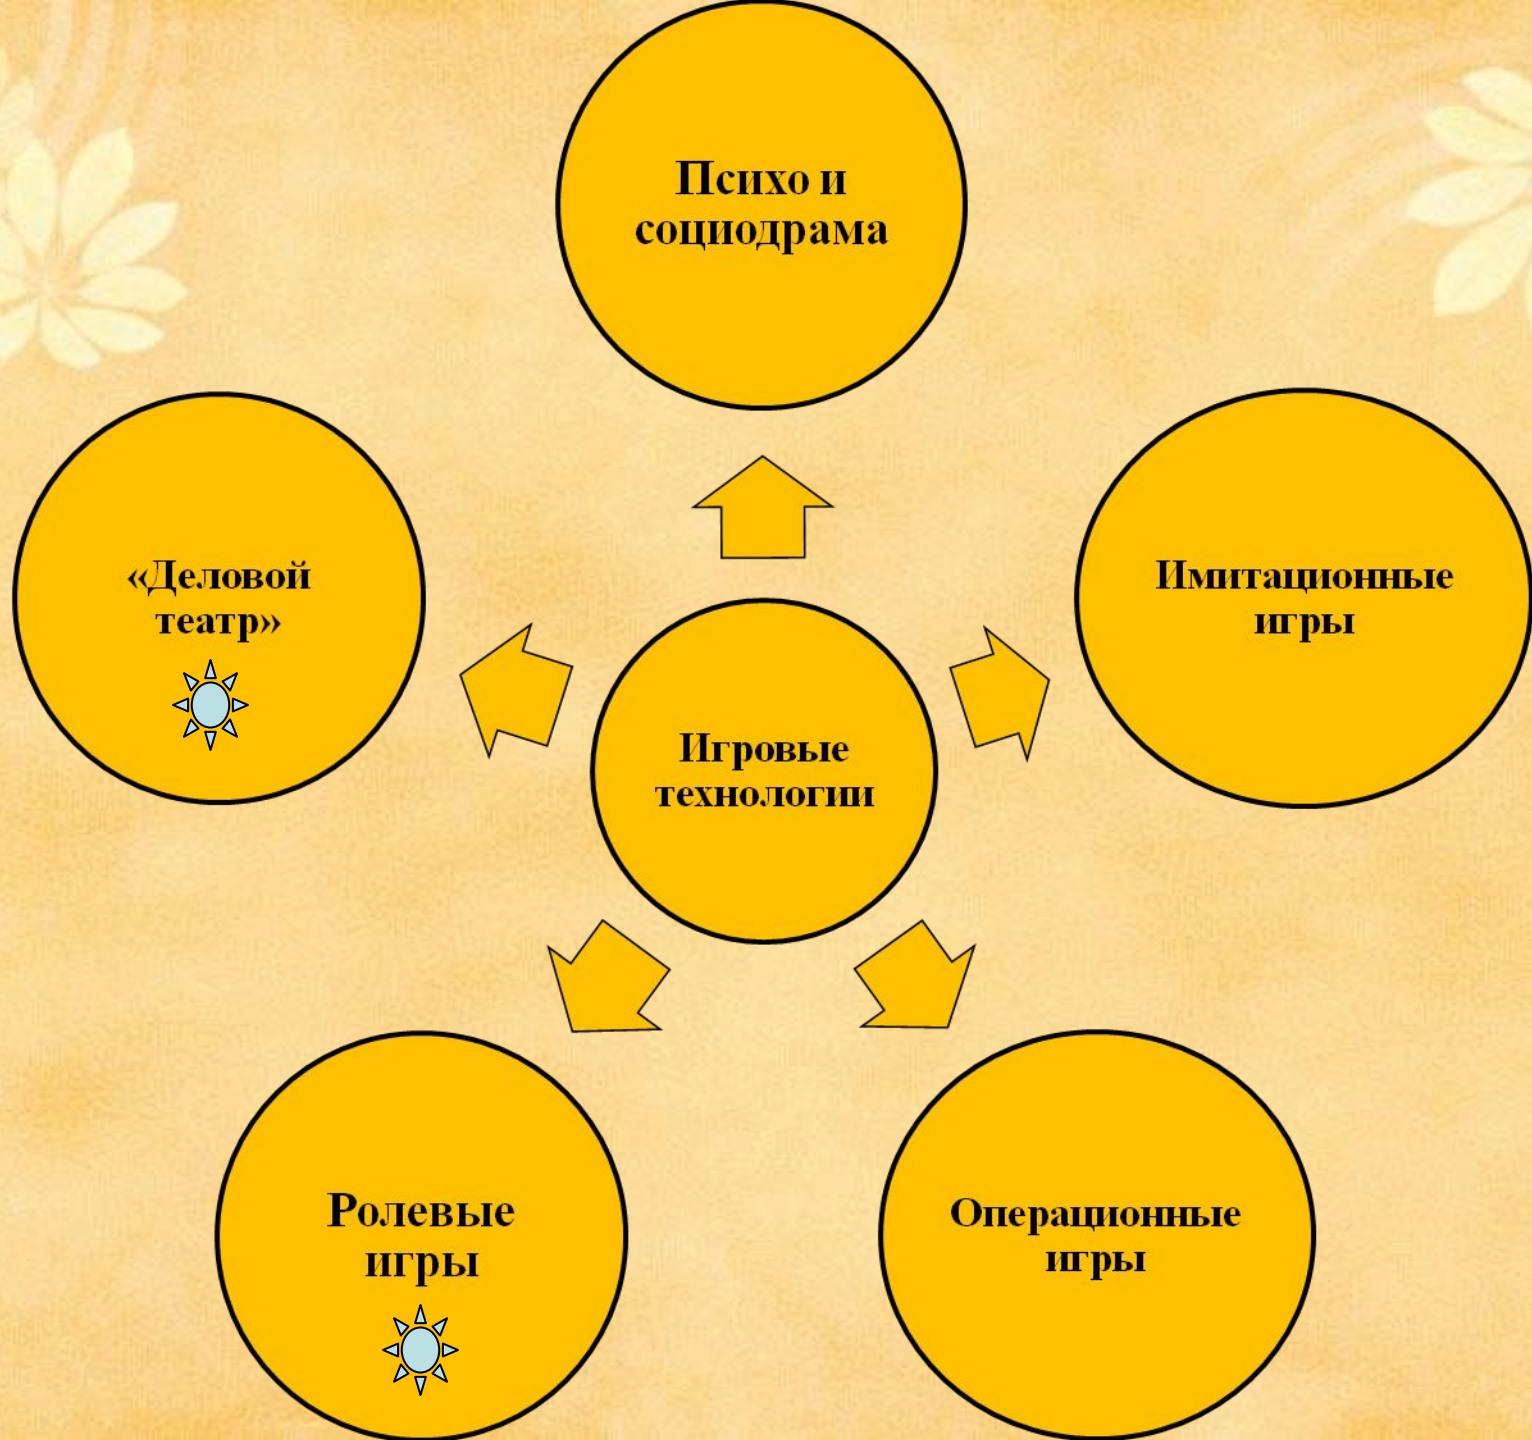 Психо и
социодрама
«Деловой
театр»
Имитационные
игры
Игровые
технологии
Ролевые
игры
Операционные
игры